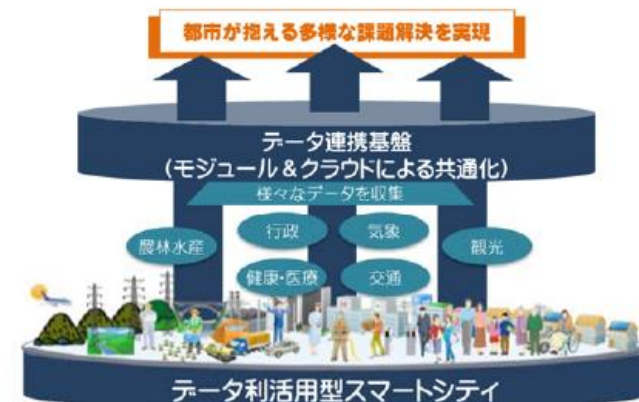 都市が抱える多様な課題解決を実現
データ連携基盤
(モジュール＆クラウドによる共通化)
様々なデータを収集
農林水産
行政
気象
観光
健康・医療
交通
データ利活用型スマートシティ